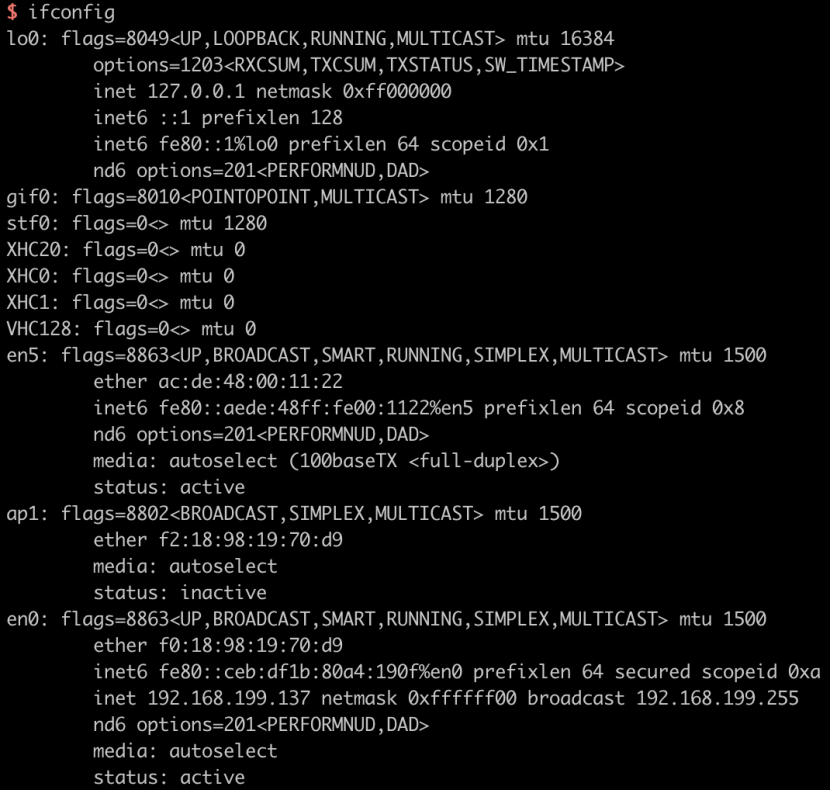 $ ifconfig
lo0: flags=8049<UP,LOOPBACK,RUNNING,MULTICAST> mtu 16384
options=1203<RXCSUM,TXCSUM,TXSTATUS,SW_TIMESTAMP>
inet 127.0.0.1 netmask 0xff000000
inet6 ::1 prefixlen 128
inet6 fe80::1%lo0 prefixlen 64 scopeid 0x1
nd6 options=201<PERFORMNUD,DAD>
gif0: flags=8010<POINTOPOINT,MULTICAST> mtu 1280
stf0: flags=0<> mtu 1280
XHC20: flags=0<> mtu 0
XHC0: flags=0<> mtu 0
XHC1: flags=0<> mtu 0
VHC128: flags=0<> mtu 0
en5: flags=8863<UP,BROADCAST,SMART,RUNNING,SIMPLEX,MULTICAST> mtu 1500
ether ac:de:48:00:11:22
inet6 fe80::aede:48ff:fe00:1122%en5 prefixlen 64 scopeid 0x8
nd6 options=201<PERFORMNUD,DAD>
media: autoselect (100baseTX <full-duplex>)
status: active
ap1: flags=8802<BROADCAST,SIMPLEX,MULTICAST> mtu 1500
ether f2:18:98:19:70:d9
media: autoselect
status: inactive
en0: flags=8863<UP,BROADCAST,SMART,RUNNING,SIMPLEX,MULTICAST> mtu 1500
ether f0:18:98:19:70:d9
inet6 fe80::ceb:df1b:80a4:190f%en0 prefixlen 64 secured scopeid 0xa
inet 192.168.199.137 netmask 0xffffff00 broadcast 192.168.199.255
nd6 options=201<PERFORMNUD,DAD>
media: autoselect
status: active